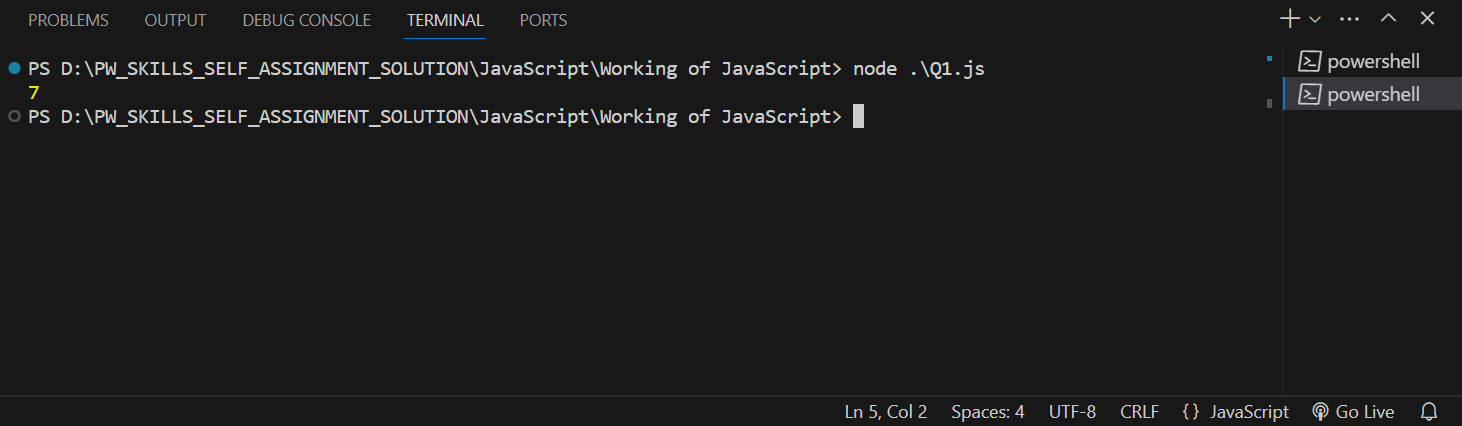 PROBLEMS OUTPUT DEBUG CONSOLE TERMINAL PORTS
PS D:\PW_SKILLS_SELF_ASSIGNMENT_SOLUTION\JavaScript\Working of JavaScript> node .\Q1.js
7
PS D:\PW_SKILLS_SELF_ASSIGNMENT_SOLUTION\JavaScript\Working of JavaScript>
powershell
powershell
Ln 5, Col 2 Spaces: 4 UTF-8 CRLF {} JavaScript Go Live